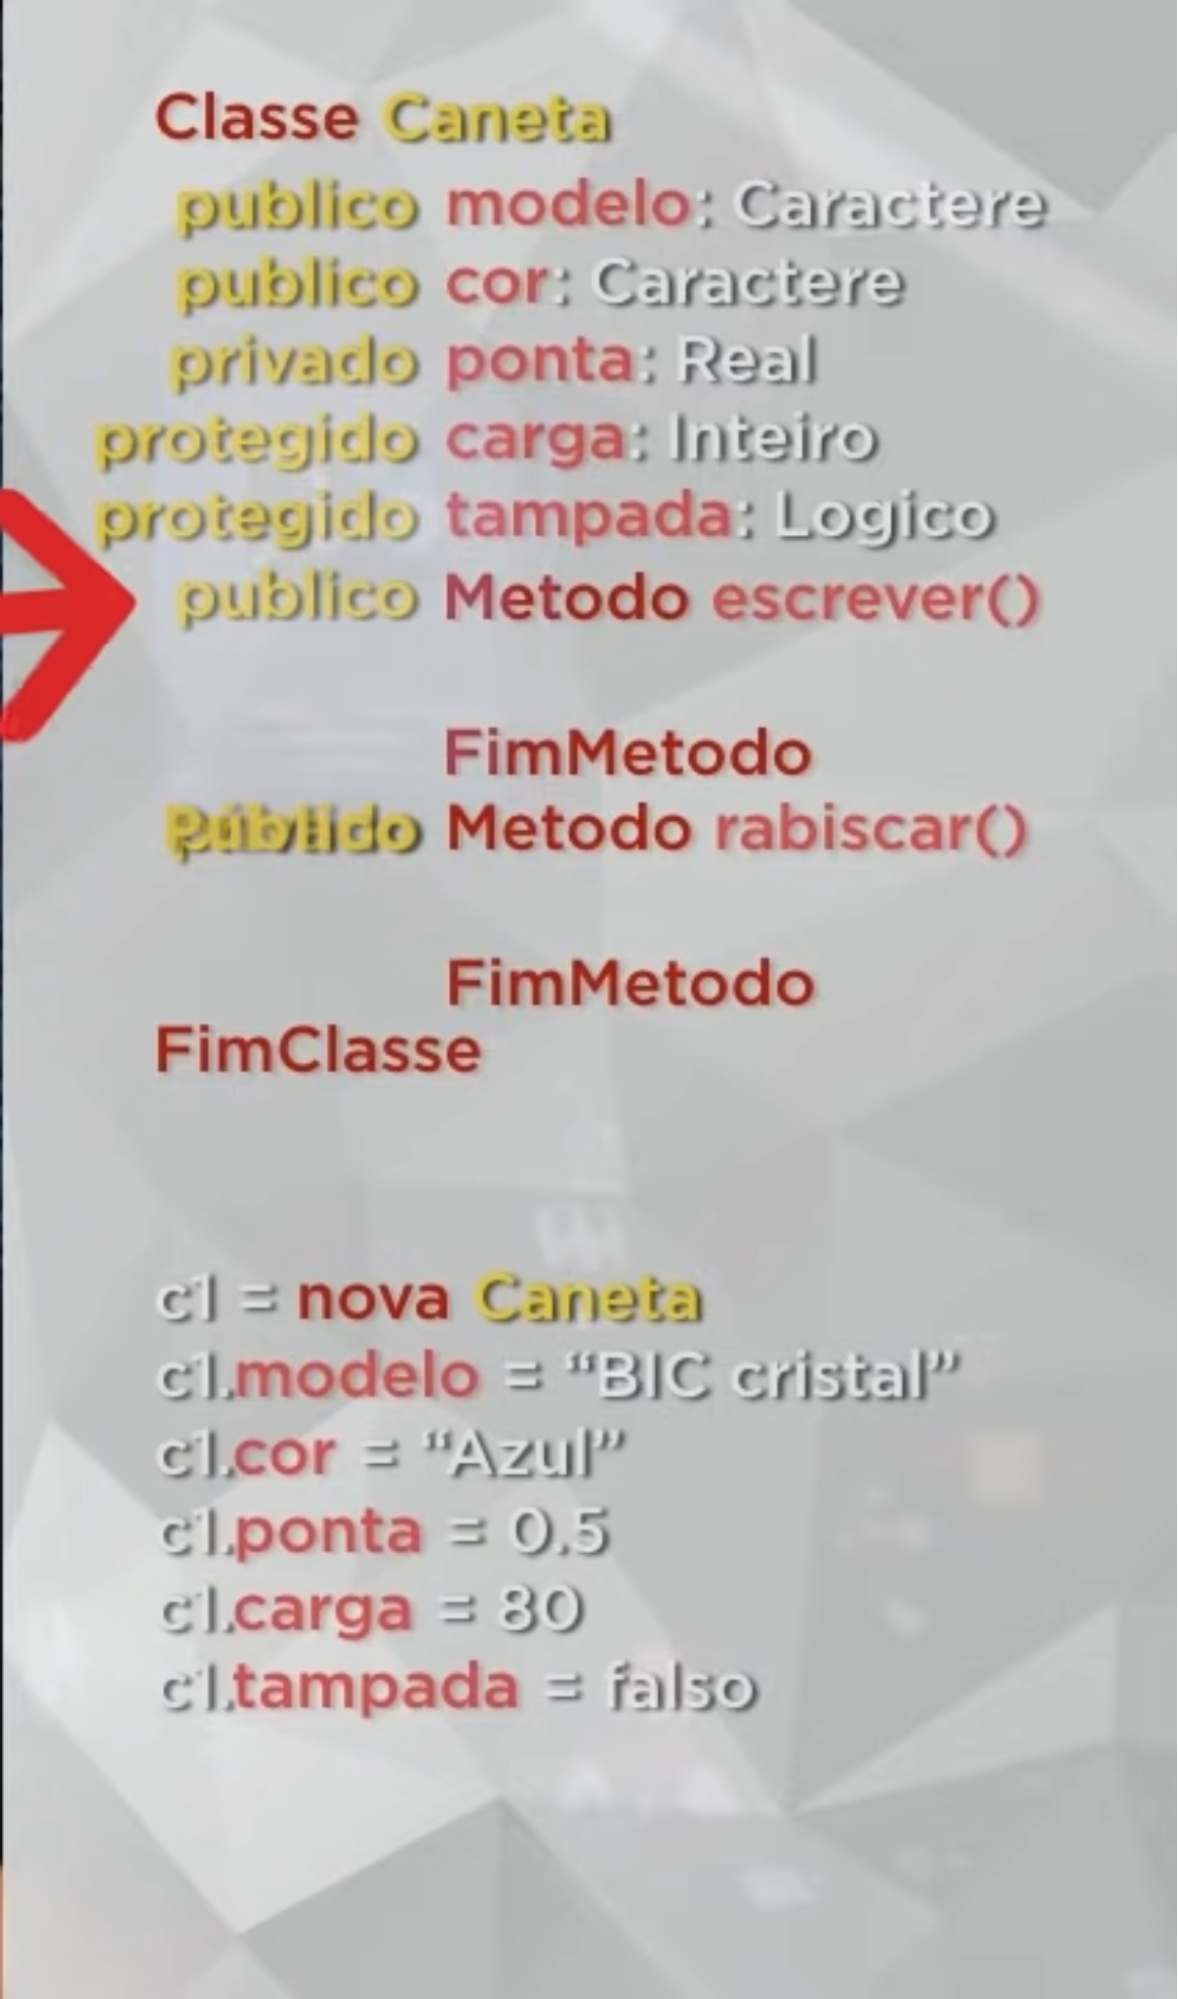 Classe Caneta
publico modelo: Caractere
publico cor: Caractere
privado ponta: Real
protegido carga: Inteiro
protegido tampada: Logico
publico Metodo escrever()
FimMetodo
Metodo rabiscar()
FimMetodo
FimClasse
c1 = nova Caneta
c1.modelo = “BIC cristal”
c1.cor = “Azul”
c1.ponta = 0.5
c1.carga = 80
c1.tampada = falso